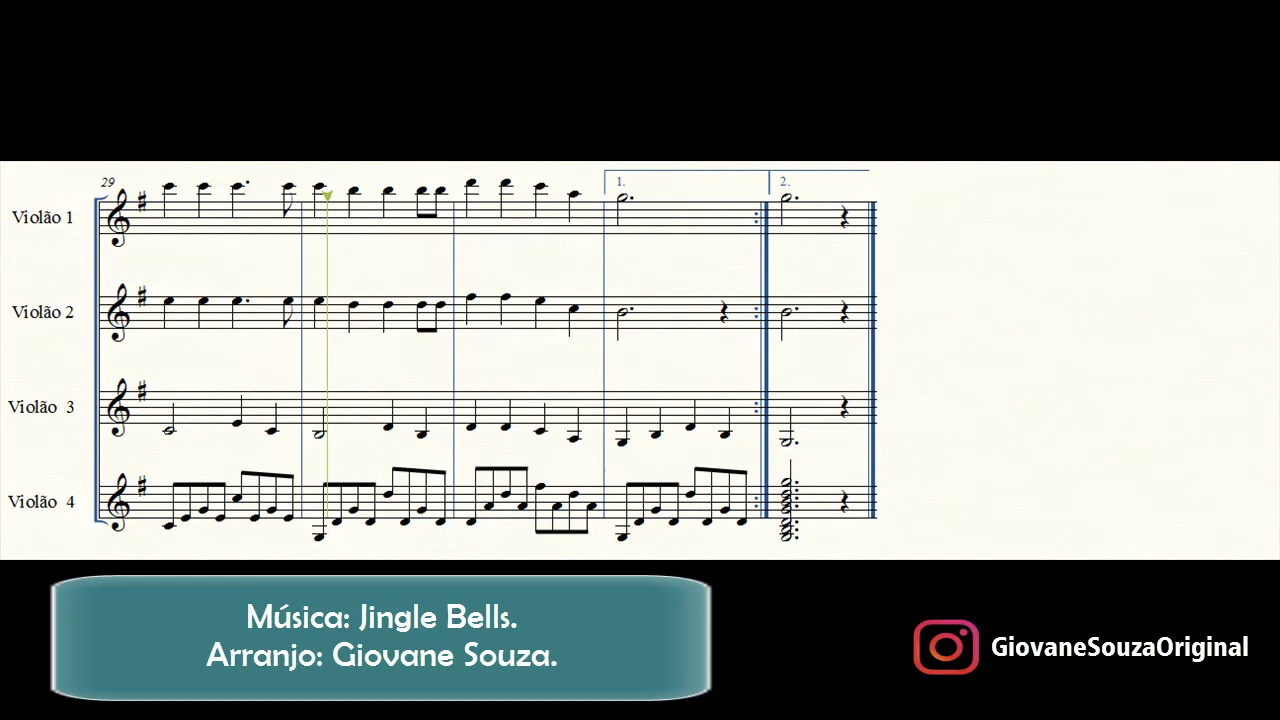 29
1.
2.
Violão 1
Violão 2
Violão 3
Violão 4
Música: Jingle Bells.
Arranjo: Giovane Souza.
GiovaneSouzaOriginal